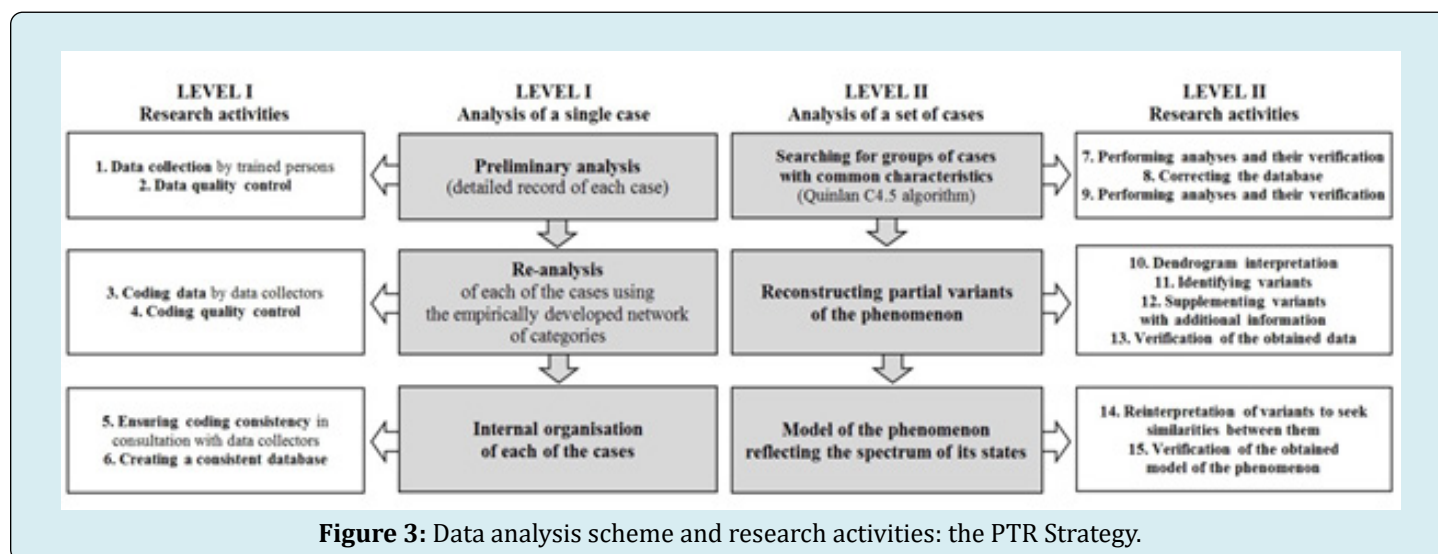 LEVEL I
Research activities
1. Data collection by trained persons
2. Data quality control
3. Coding data by data collectors
4. Coding quality control
5. Ensuring coding consistency in
consultation with data collectors
6. Creating a consistent database
LEVEL I
Analysis of a single case
Preliminary analysis
(detailed record of each case)
Re-analysis
of each of the cases using
the empirically developed network
of categories
Internal organisation
of each of the cases
LEVEL II
Analysis of a set of cases
Searching for groups of cases
with common characteristics
(Quinlan C4.5 algorithm)
Reconstructing partial variants
of the phenomenon
Model of the phenomenon
reflecting the spectrum of its states
LEVEL II
Research activities
7. Performing analyses and their verification
8. Correcting the database
9. Performing analyses and their verification
10. Dendrogram interpretation
11. Identifying variants
12. Supplementing variants
with additional information
13. Verification of the obtained data
14. Reinterpretation of variants to seek
similarities between them
15. Verification of the obtained
model of the phenomenon
Figure 3: Data analysis scheme and research activities: the PTR Strategy.